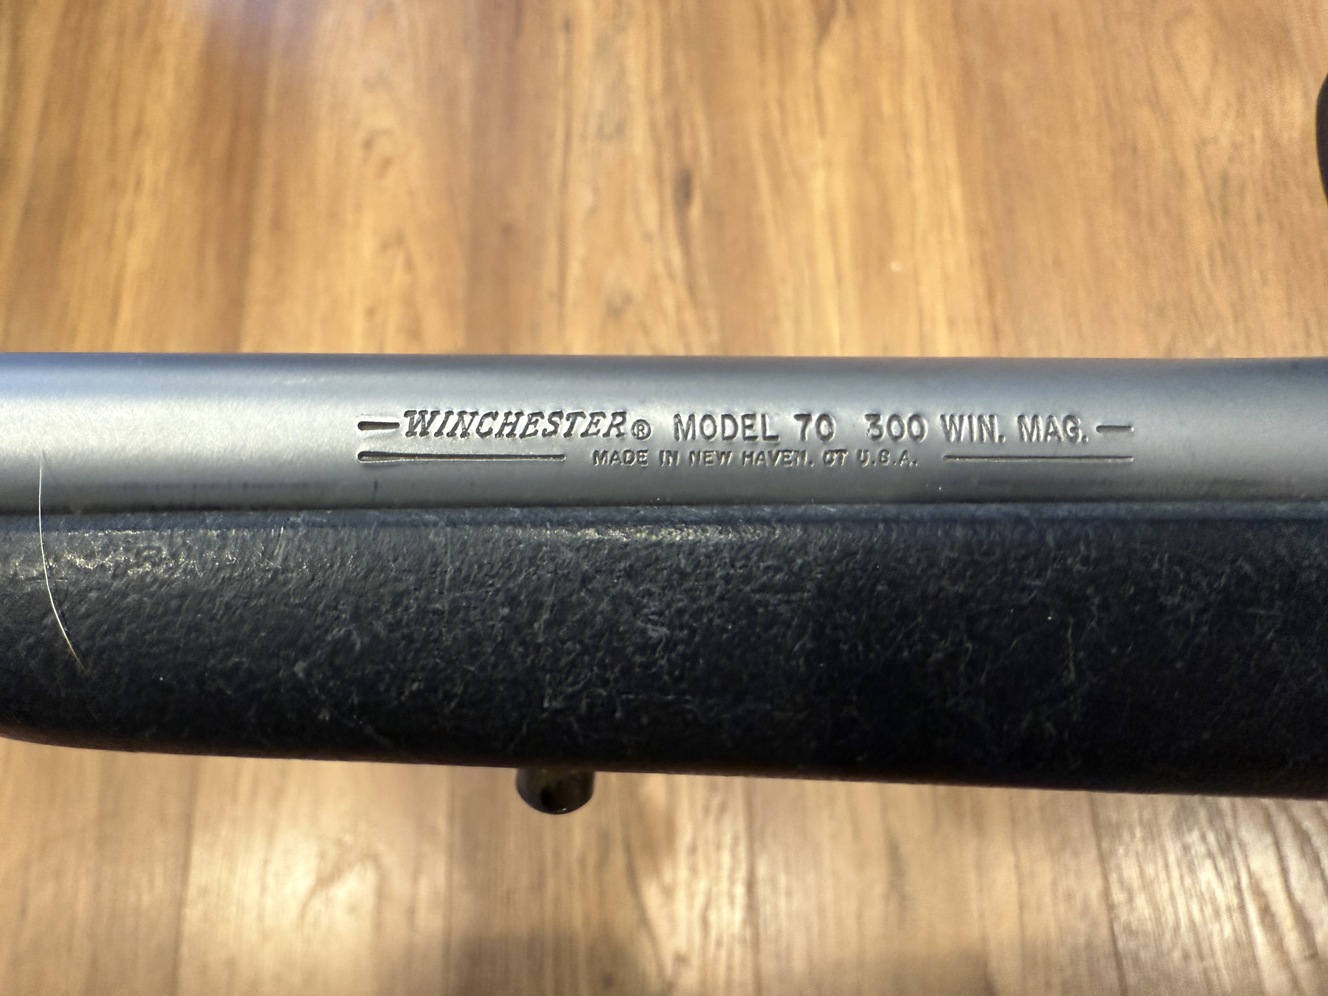 WINCHESTER® MODEL 70 300 WIN. MAG.
MADE IN NEW HAVEN. CT U.S.A.